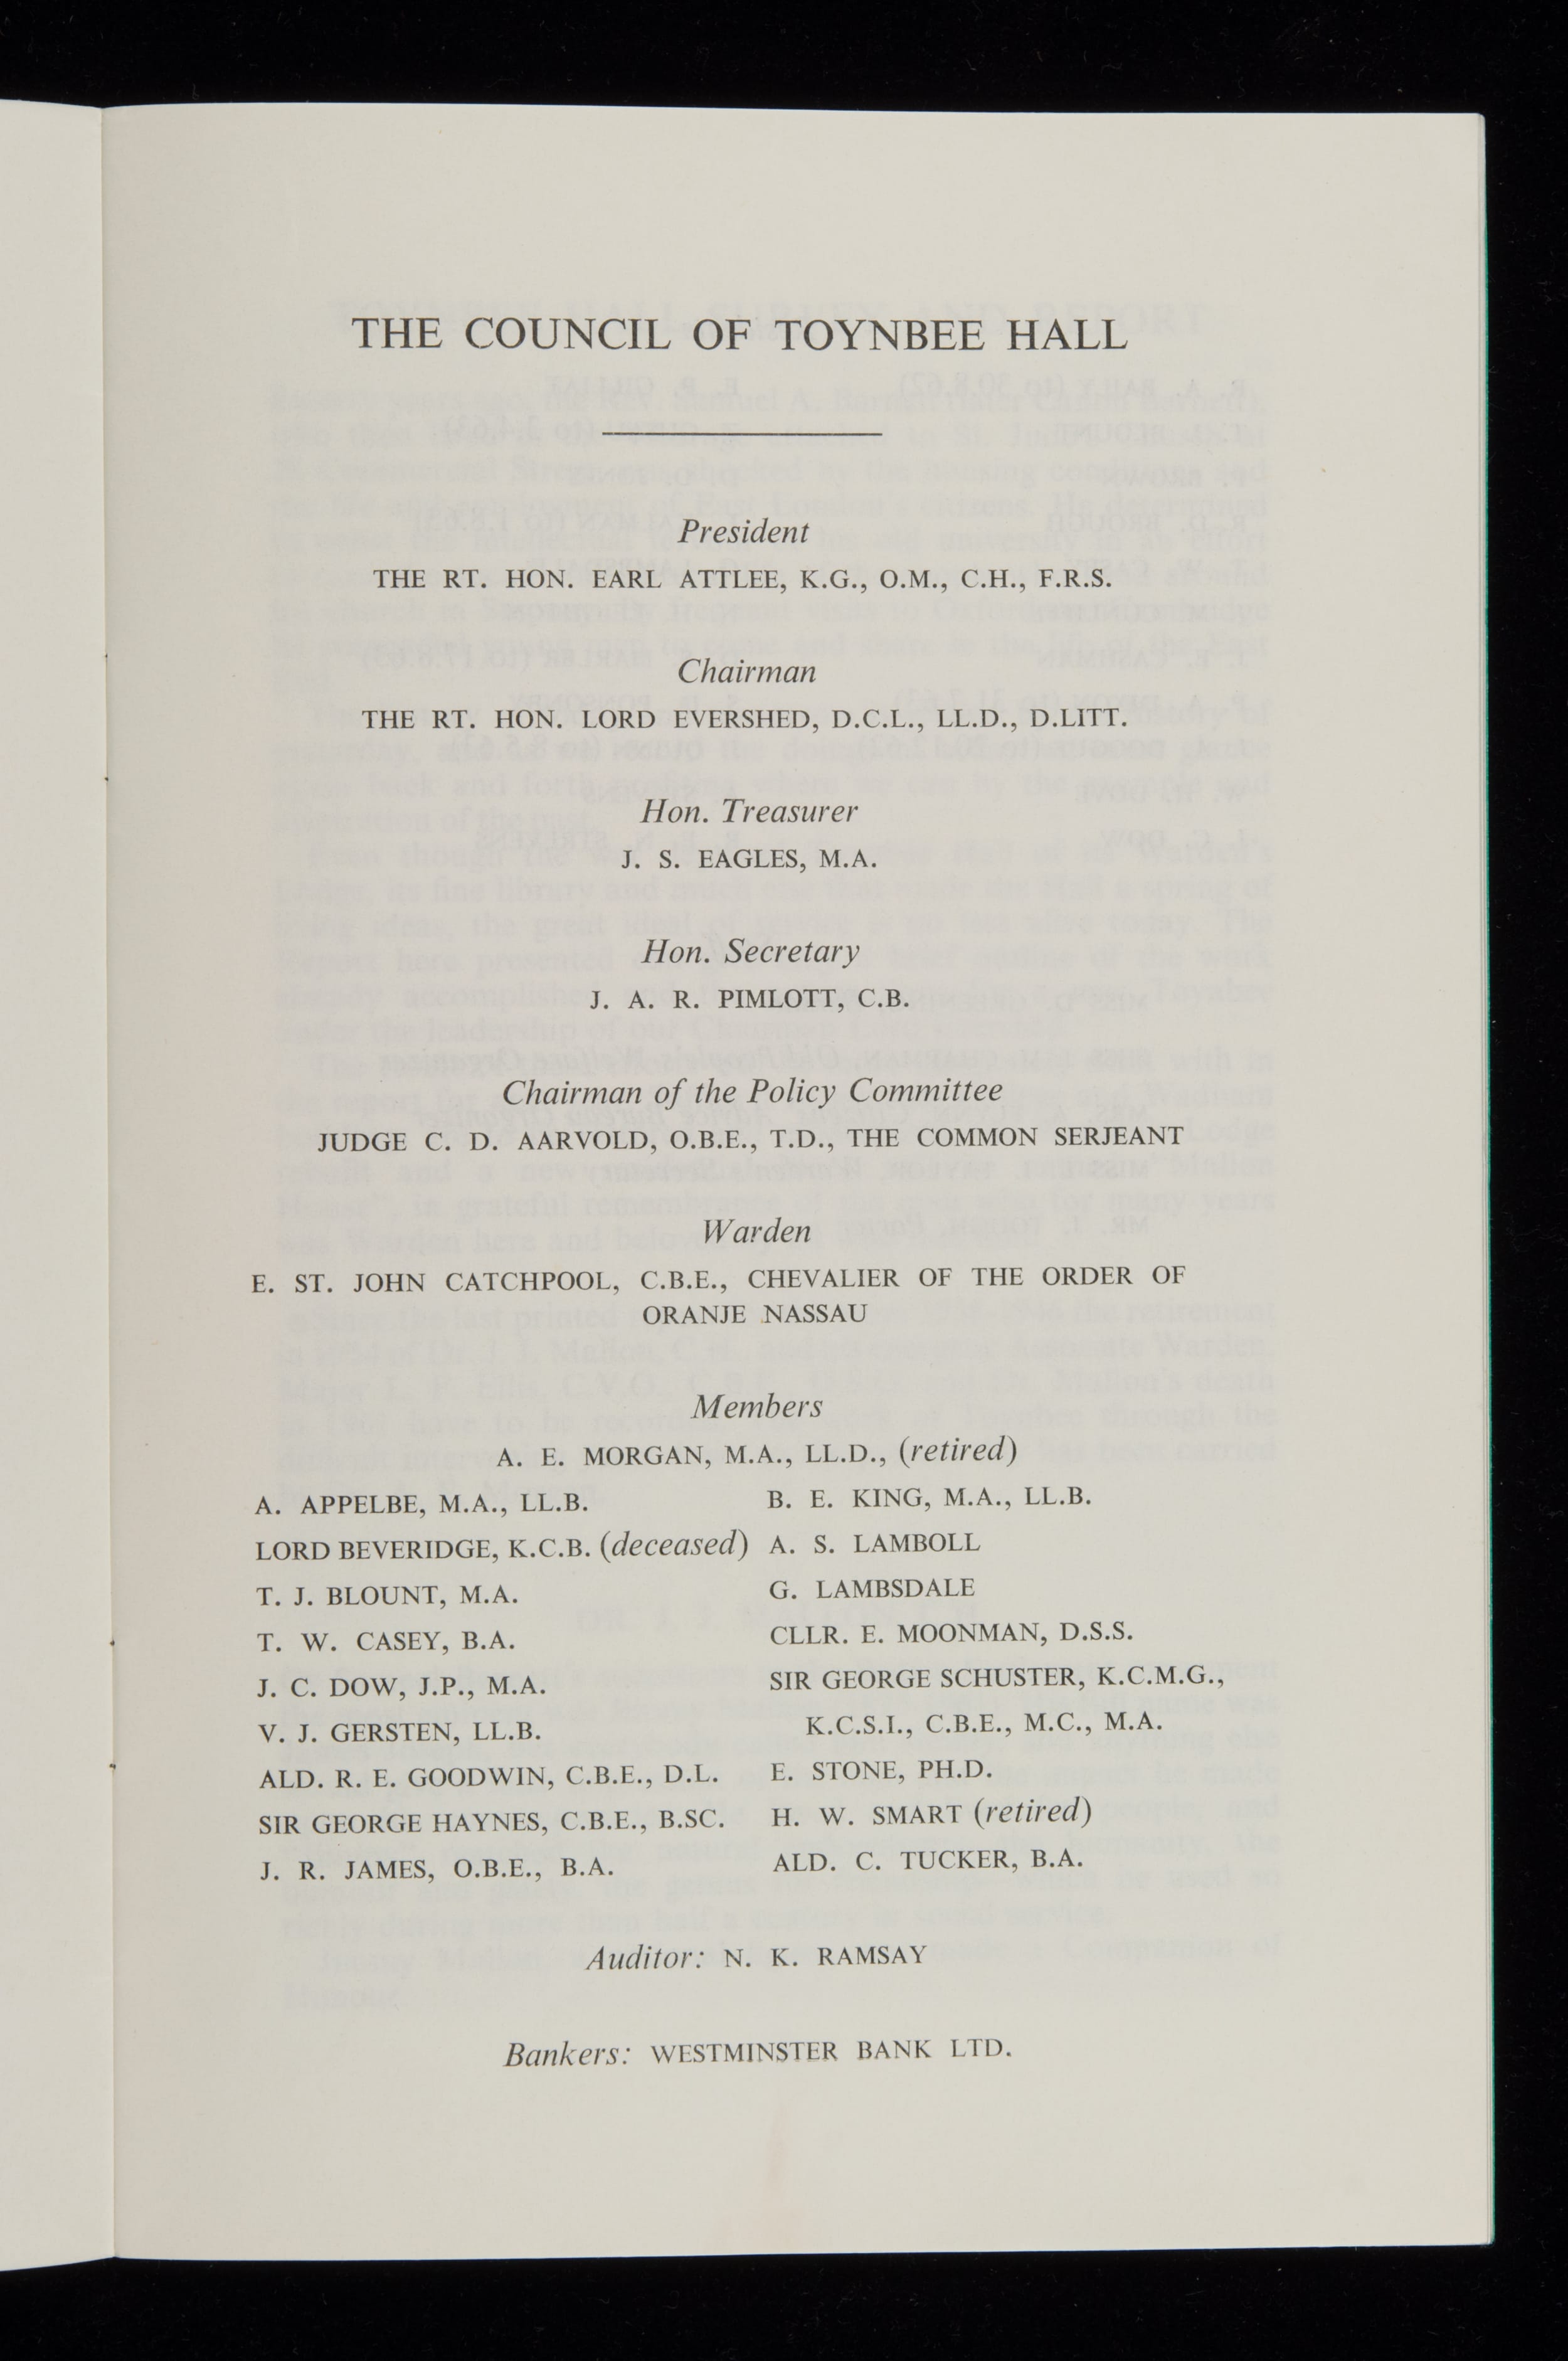 THE COUNCIL OF TOYNBEE HALL
President
THE RT. HON. EARL ATTLEE, K.G., O.M., C.H., F.R.S.
Chairman
THE RT. HON. LORD EVERSHED, D.C.L., LL.D., D.LITT.
Hon. Treasurer
J. S. EAGLES, M.A.
Hon. Secretary
J. A. R. PIMLOTT, C.B.
Chairman of the Policy Committee
JUDGE C. D. AARVOLD, O.B.E., T.D., THE COMMON SERJEANT
Warden
E. ST. JOHN CATCHPOOL, C.B.E., CHEVALIER OF THE ORDER OF
ORANJE NASSAU
Members
A. E. MORGAN, M.A., LL.D., (retired)
A. APPELBE, M.A., LL.B.
LORD BEVERIDGE, K.C.B. (deceased)
T. J. BLOUNT, M.A.
T. W. CASEY, B.A.
J. C. DOW, J.P., M.A.
V. J. GERSTEN, LL.B.
ALD. R. E. GOODWIN, C.B.E., D.L.
SIR GEORGE HAYNES, C.B.E., B.SC.
J. R. JAMES, O.B.E., B.A.
B. E. KING, M.A., LL.B.
A. S. LAMBOLL
G. LAMBSDALE
CLLR. E. MOONMAN, D.S.S.
SIR GEORGE SCHUSTER, K.C.M.G.,
K.C.S.I., C.B.E., M.C., M.A.
E. STONE, PH.D.
H. W. SMART (retired)
ALD. C. TUCKER, B.A.
Auditor: N. K. RAMSAY
Bankers: WESTMINSTER BANK LTD.